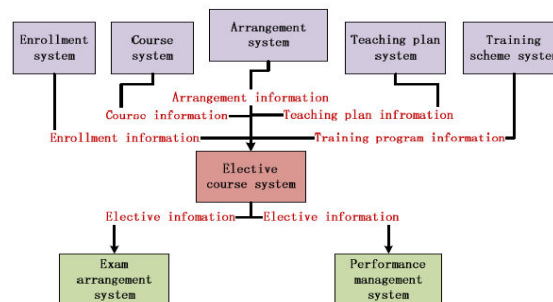 Enrollment
system
Course
system
Arrangement
system
Teaching plan
system
Training
scheme system
Arrangement information
Course information
Teaching plan infromation
Enrollment information
Training program information
Elective
course system
Elective infomation
Elective information
Exam
arrangement
system
Performance
management system